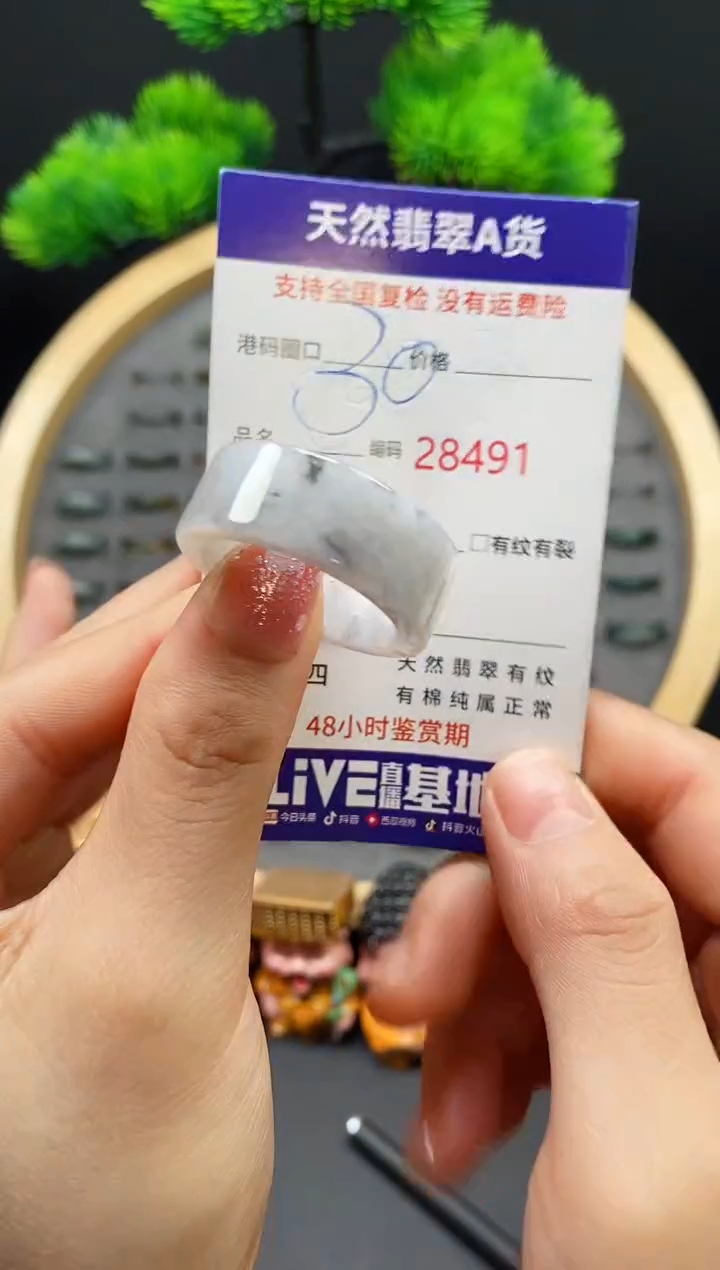 天然翡翠A货
支持全国复检 没有运费险
港码圈口 30 价格
品名 编码 28491
□有纹有裂
四 天然翡翠有纹
有棉纯属正常
48小时鉴赏期
LiVE直播基地
今日头条 抖音 西瓜视频 抖音火山